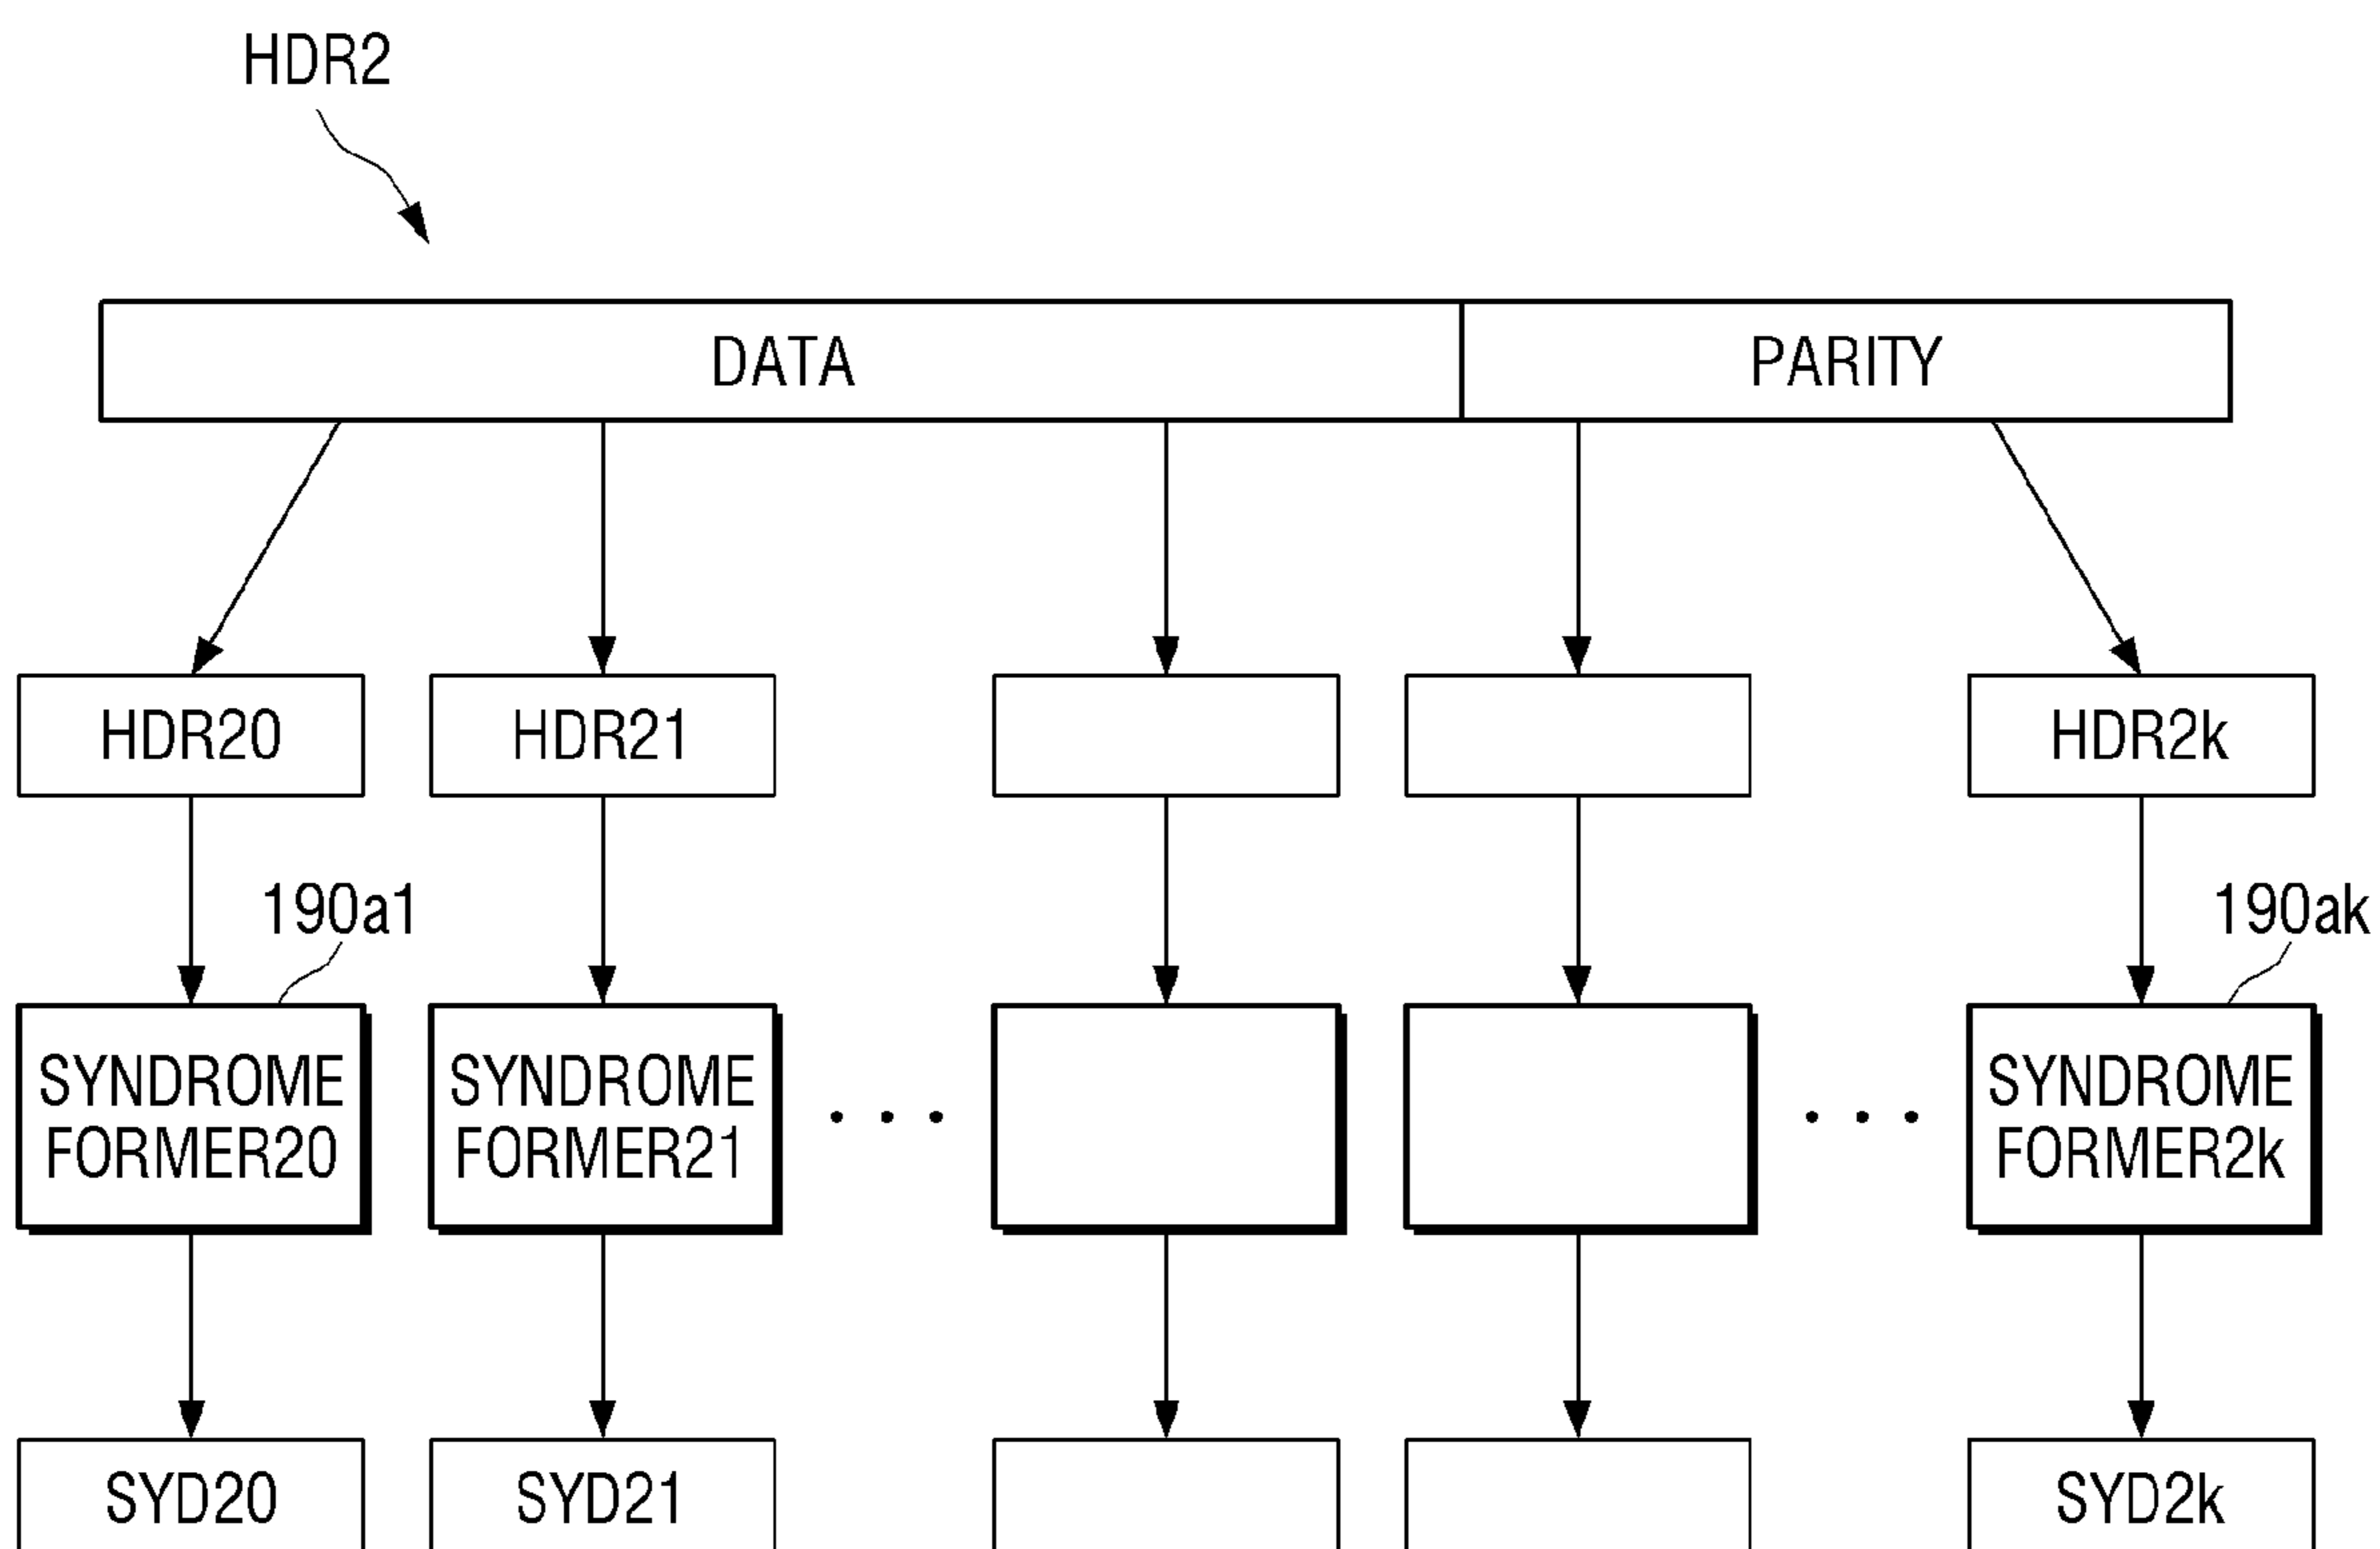 HDR2
DATA
PARITY
HDR20
HDR21
HDR2k
190a1
190ak
SYNDROME
FORMER20
SYNDROME
FORMER21
. . .
. . .
SYNDROME
FORMER2k
SYD20
SYD21
SYD2k